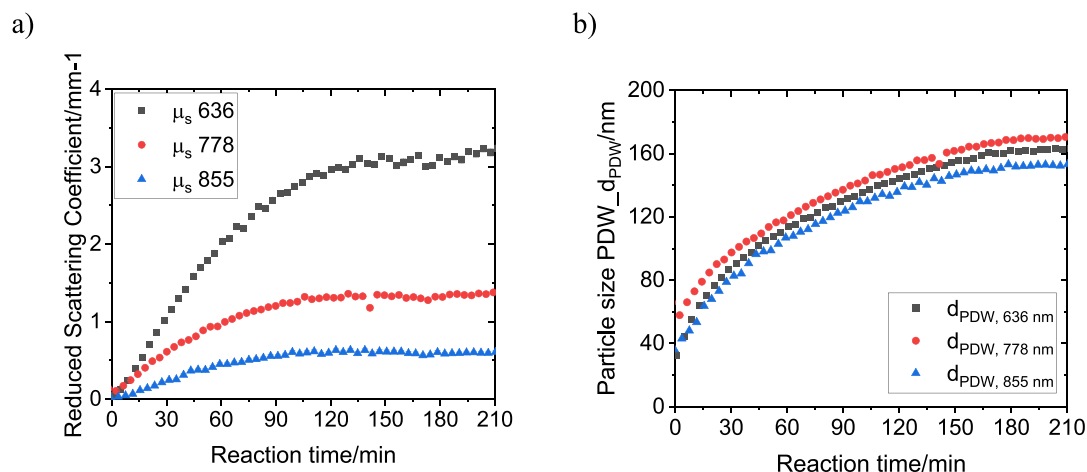 a)
b)
Reduced Scattering Coefficient/mm-1
4
3
2
1
0
μs 636
μs 778
μs 855
0 30 60 90 120 150 180 210
Reaction time/min
Particle size PDW_dPDW/nm
200
160
120
80
40
0
dPDW, 636 nm
dPDW, 778 nm
dPDW, 855 nm
0 30 60 90 120 150 180 210
Reaction time/min